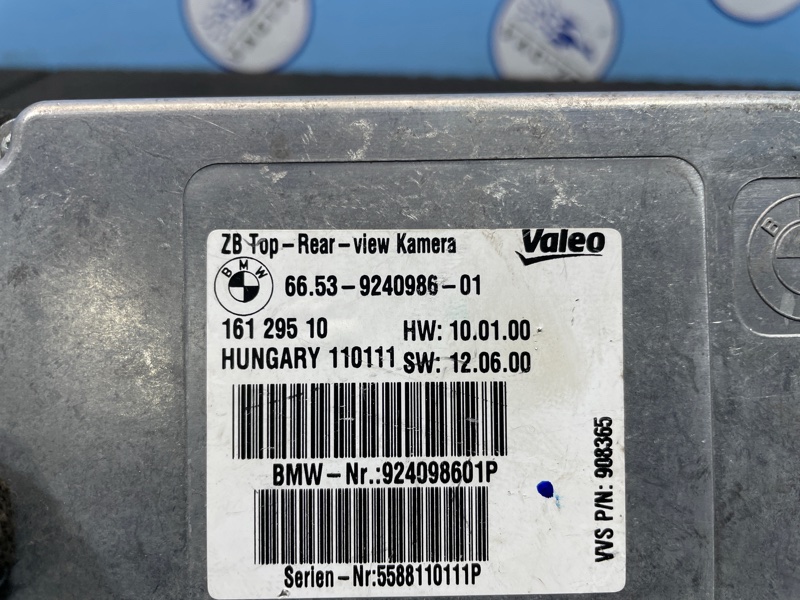 ZB Top-Rear-view Kamera
Valeo
BMW
66.53-9240986-01
161 295 10
HW: 10.01.00
HUNGARY 110111
SW: 12.06.00
BMW-Nr.:924098601P
Serien-Nr:5588110111P
VVS P/N: 908365
B